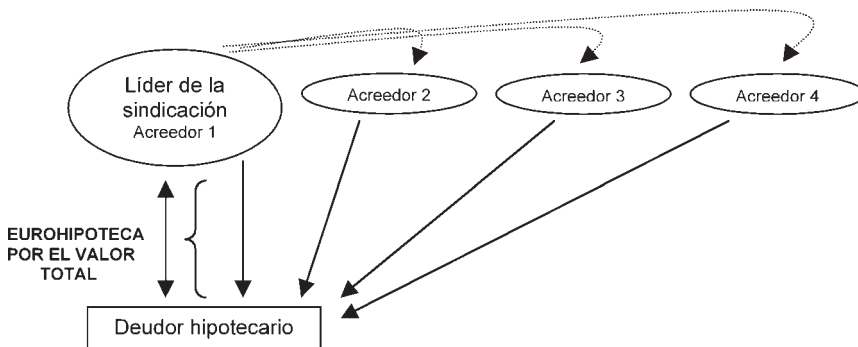 Líder de la
sindicación
Acreedor 1
Acreedor 2
Acreedor 3
Acreedor 4
EUROHIPOTECA
POR EL VALOR
TOTAL
Deudor hipotecario